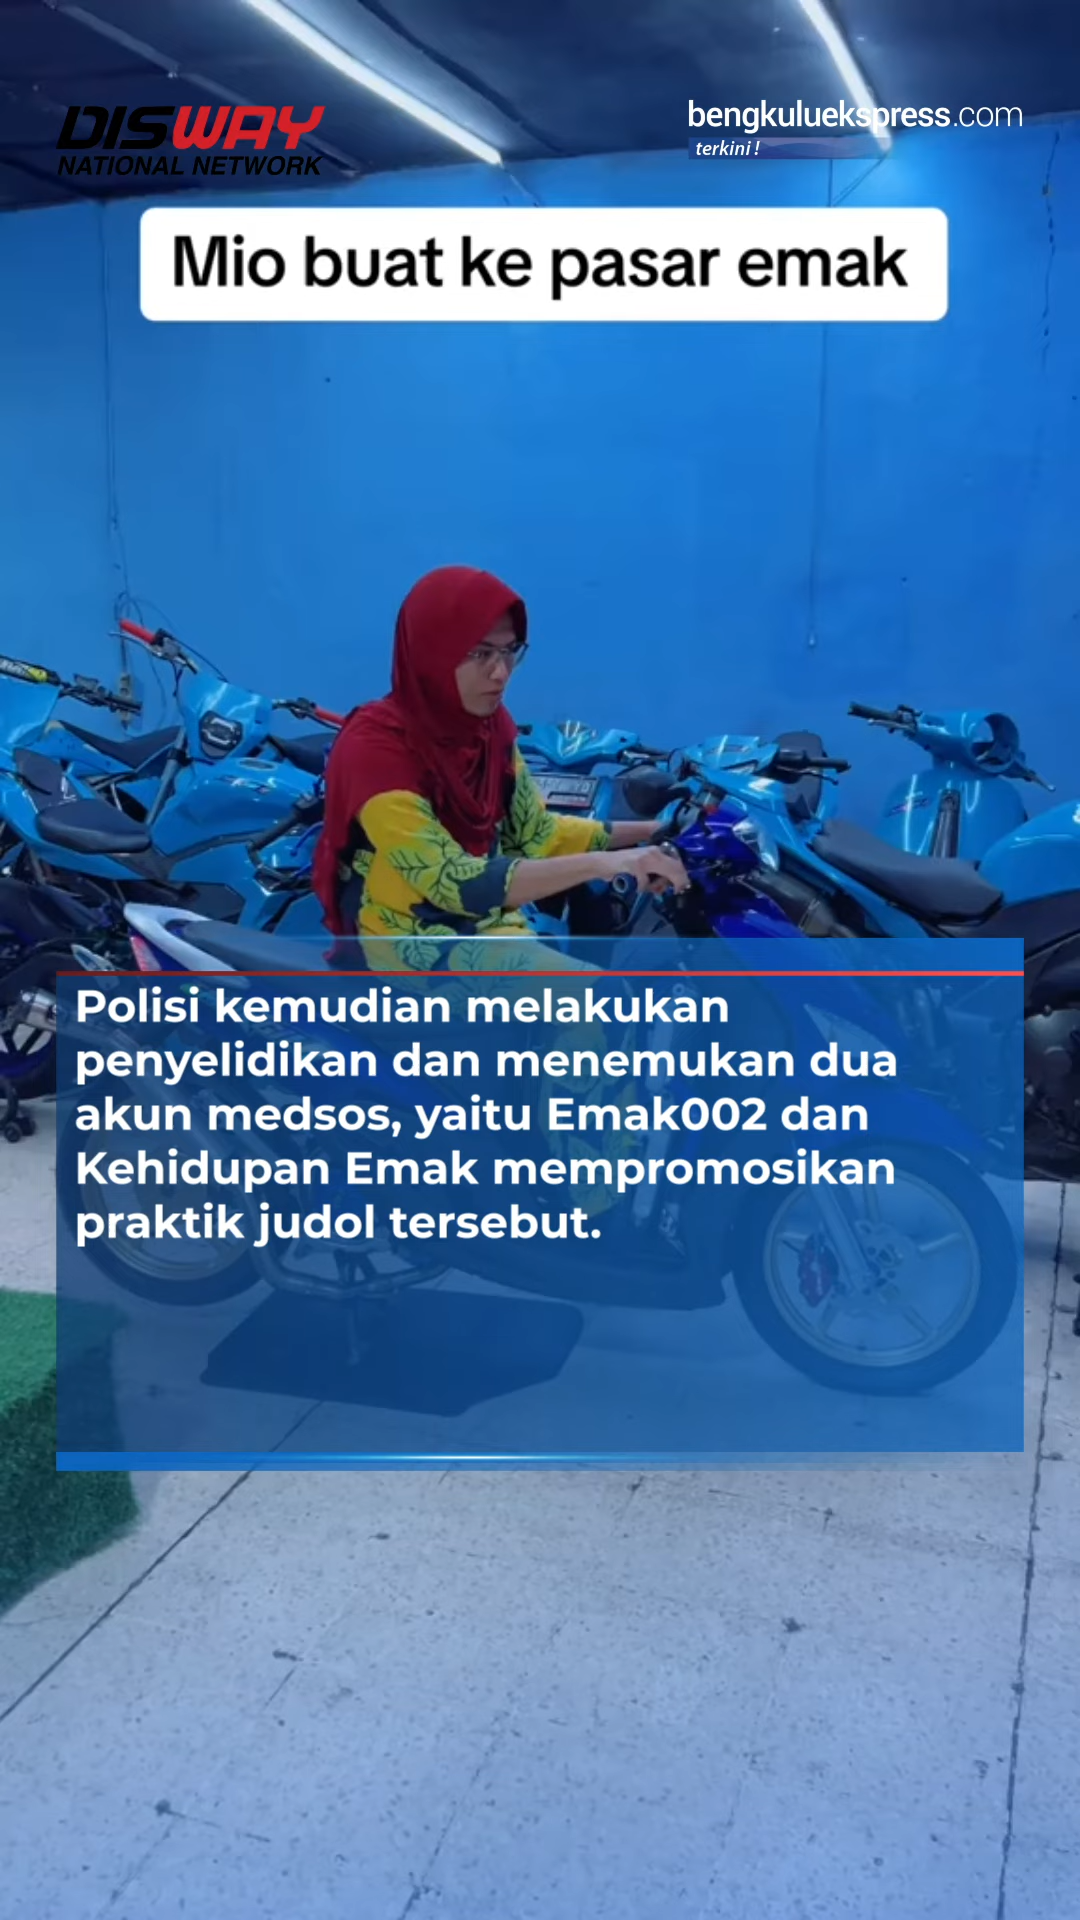 DISWAY
NATIONAL NETWORK
bengkuluekspress.com
terkini!
Mio buat ke pasar emak
Polisi kemudian melakukan
penyelidikan dan menemukan dua
akun medsos, yaitu Emak002 dan
Kehidupan Emak mempromosikan
praktik judol tersebut.